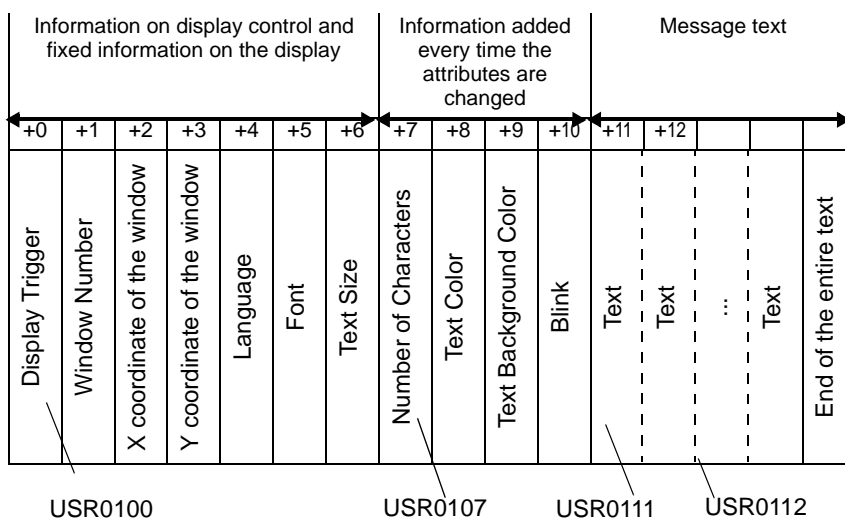 Information on display control and
fixed information on the display
Information added
every time the
attributes are
changed
Message text
+0 +1 +2 +3 +4 +5 +6 +7 +8 +9 +10 +11 +12
Display Trigger
Window Number
X coordinate of the window
Y coordinate of the window
Language
Font
Text Size
Number of Characters
Text Color
Text Background Color
Blink
Text
Text
...
Text
End of the entire text
USR0100 USR0107 USR0111 USR0112